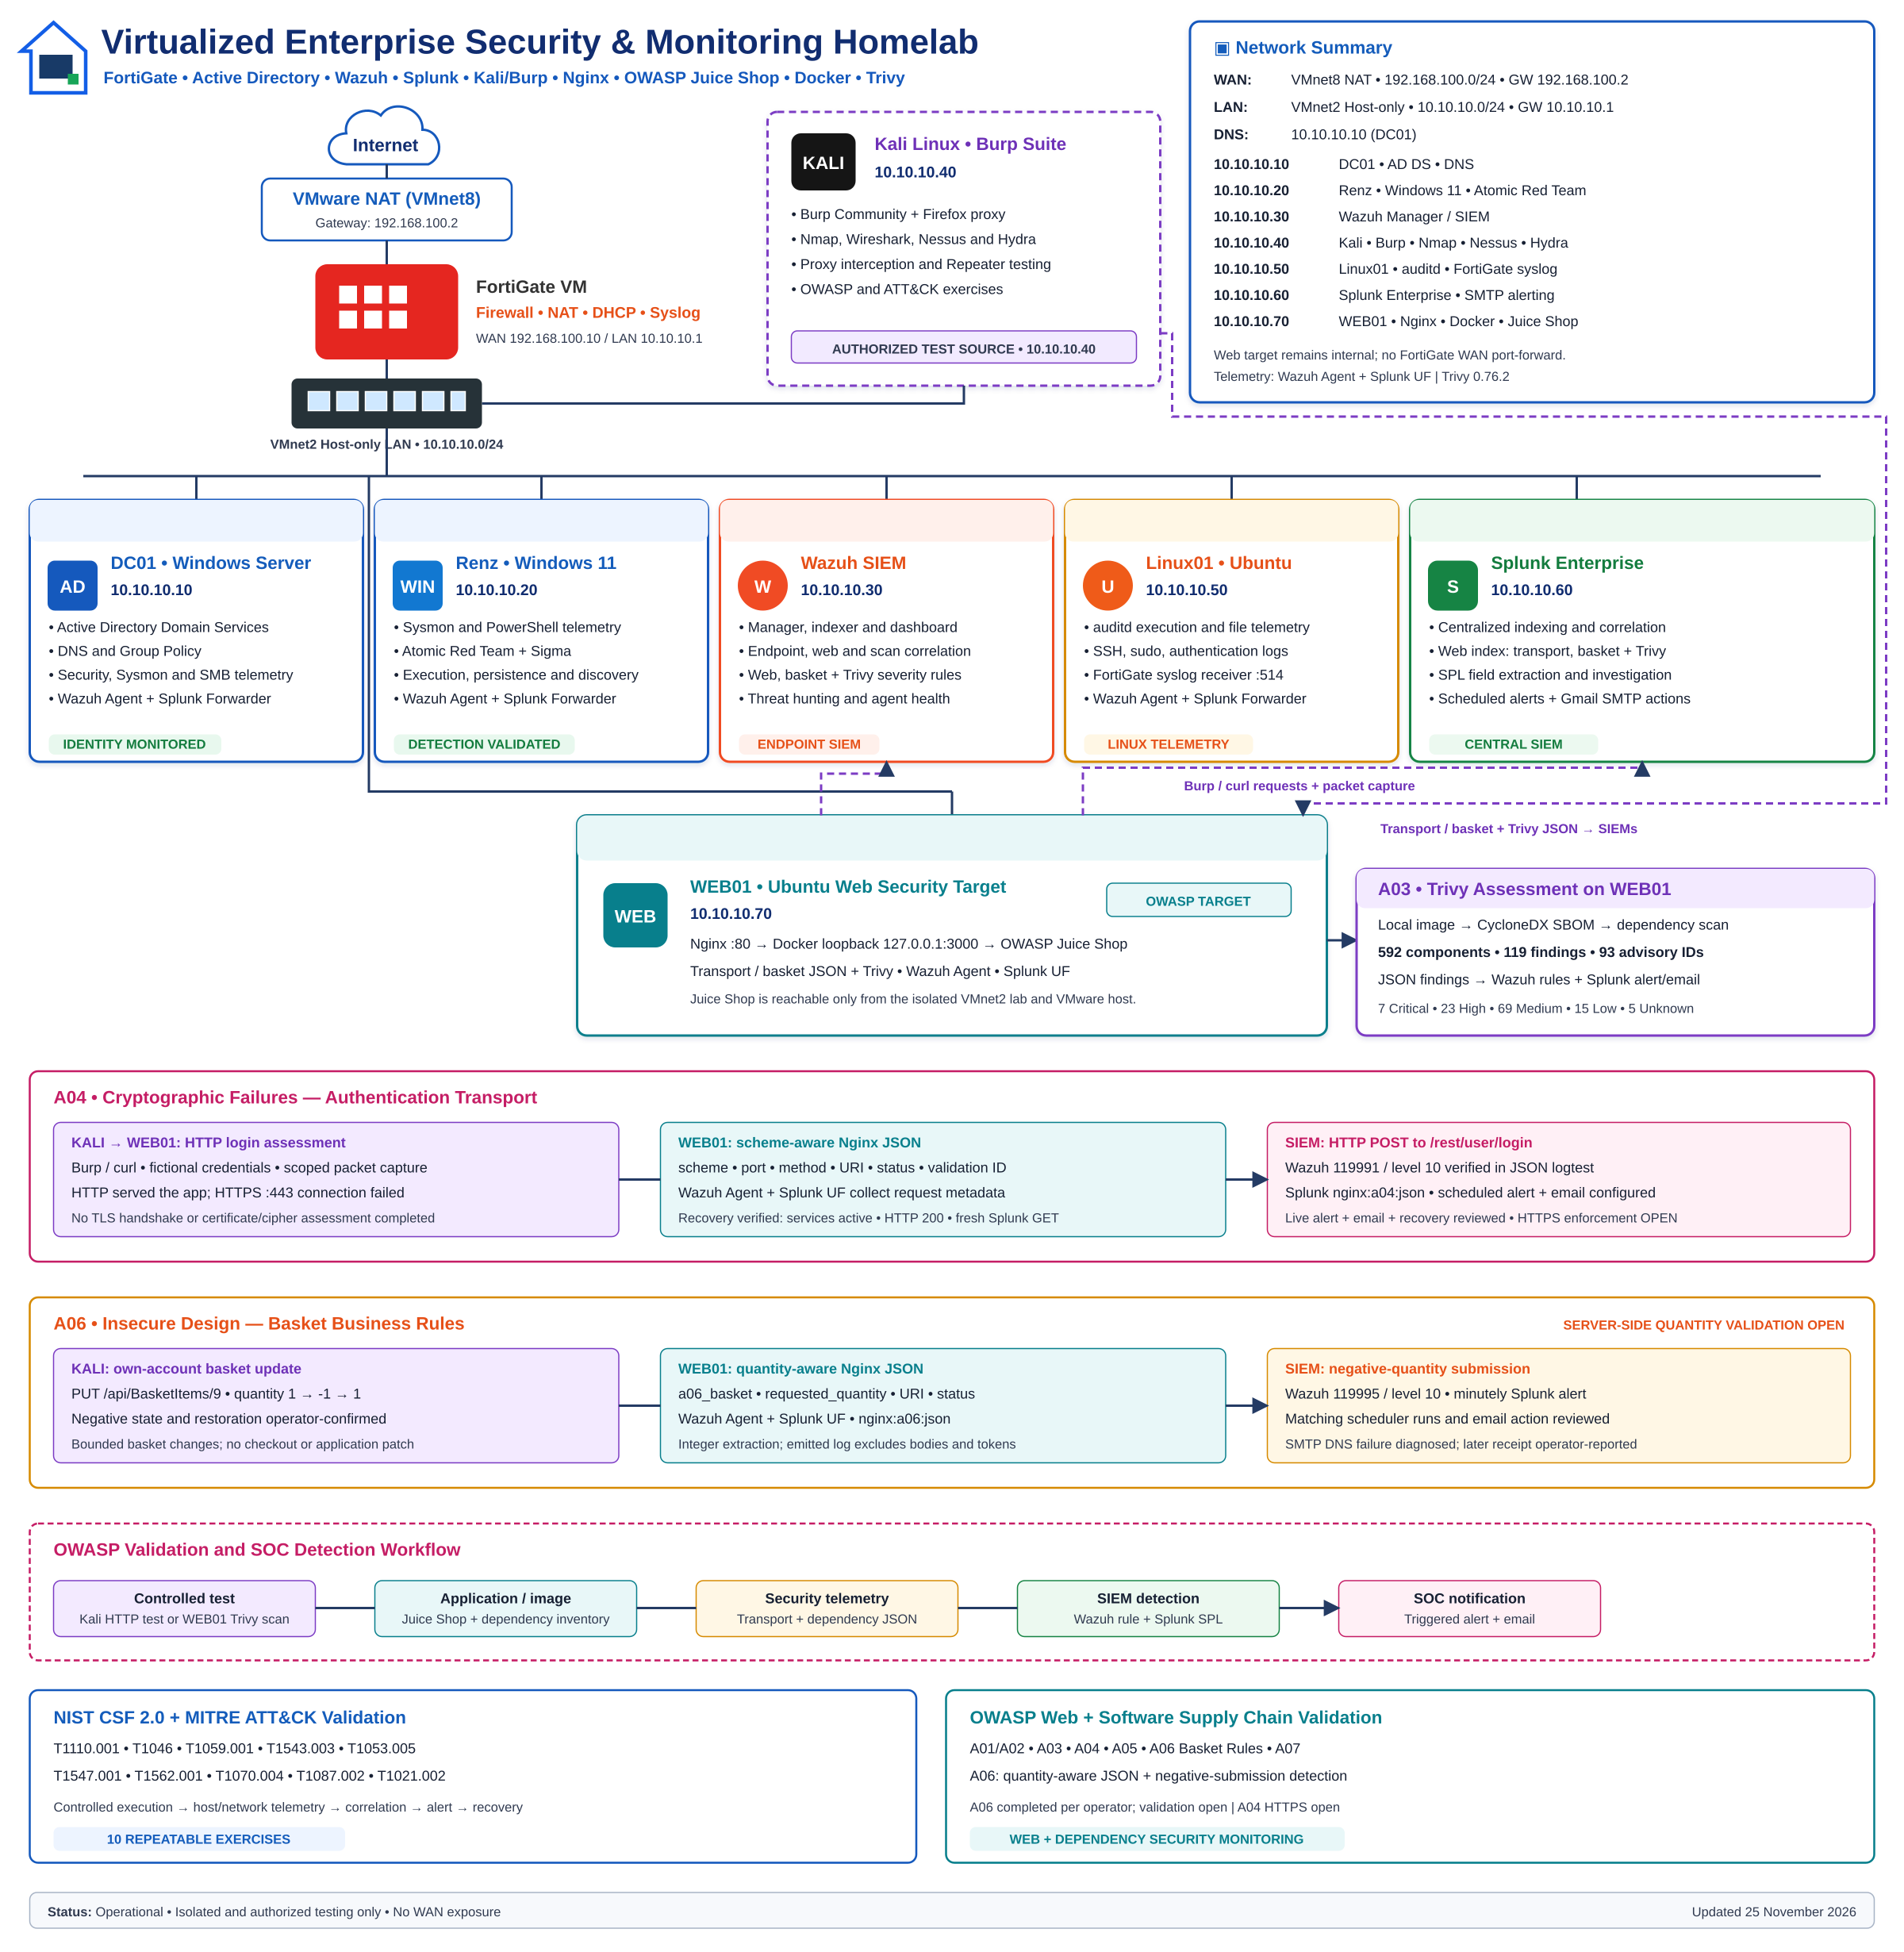 Virtualized Enterprise Security & Monitoring Homelab
FortiGate • Active Directory • Wazuh • Splunk • Kali/Burp • Nginx • OWASP Juice Shop • Docker • Trivy
Internet
VMware NAT (VMnet8)
Gateway: 192.168.100.2
FortiGate VM
Firewall • NAT • DHCP • Syslog
WAN 192.168.100.10 / LAN 10.10.10.1
VMnet2 Host-only LAN • 10.10.10.0/24
KALI
Kali Linux • Burp Suite
10.10.10.40
• Burp Community + Firefox proxy
• Nmap, Wireshark, Nessus and Hydra
• Proxy interception and Repeater testing
• OWASP and ATT&CK exercises
AUTHORIZED TEST SOURCE • 10.10.10.40
▣ Network Summary
WAN: VMnet8 NAT • 192.168.100.0/24 • GW 192.168.100.2
LAN: VMnet2 Host-only • 10.10.10.0/24 • GW 10.10.10.1
DNS: 10.10.10.10 (DC01)
10.10.10.10 DC01 • AD DS • DNS
10.10.10.20 Renz • Windows 11 • Atomic Red Team
10.10.10.30 Wazuh Manager / SIEM
10.10.10.40 Kali • Burp • Nmap • Nessus • Hydra
10.10.10.50 Linux01 • auditd • FortiGate syslog
10.10.10.60 Splunk Enterprise • SMTP alerting
10.10.10.70 WEB01 • Nginx • Docker • Juice Shop
Web target remains internal; no FortiGate WAN port-forward.
Telemetry: Wazuh Agent + Splunk UF | Trivy 0.76.2
AD
DC01 • Windows Server
10.10.10.10
• Active Directory Domain Services
• DNS and Group Policy
• Security, Sysmon and SMB telemetry
• Wazuh Agent + Splunk Forwarder
IDENTITY MONITORED
WIN
Renz • Windows 11
10.10.10.20
• Sysmon and PowerShell telemetry
• Atomic Red Team + Sigma
• Execution, persistence and discovery
• Wazuh Agent + Splunk Forwarder
DETECTION VALIDATED
W
Wazuh SIEM
10.10.10.30
• Manager, indexer and dashboard
• Endpoint, web and scan correlation
• Web, basket + Trivy severity rules
• Threat hunting and agent health
ENDPOINT SIEM
U
Linux01 • Ubuntu
10.10.10.50
• auditd execution and file telemetry
• SSH, sudo, authentication logs
• FortiGate syslog receiver :514
• Wazuh Agent + Splunk Forwarder
LINUX TELEMETRY
S
Splunk Enterprise
10.10.10.60
• Centralized indexing and correlation
• Web index: transport, basket + Trivy
• SPL field extraction and investigation
• Scheduled alerts + Gmail SMTP actions
CENTRAL SIEM
Burp / curl requests + packet capture
Transport / basket + Trivy JSON → SIEMs
WEB
WEB01 • Ubuntu Web Security Target
10.10.10.70
OWASP TARGET
Nginx :80 → Docker loopback 127.0.0.1:3000 → OWASP Juice Shop
Transport / basket JSON + Trivy • Wazuh Agent • Splunk UF
Juice Shop is reachable only from the isolated VMnet2 lab and VMware host.
A03 • Trivy Assessment on WEB01
Local image → CycloneDX SBOM → dependency scan
592 components • 119 findings • 93 advisory IDs
JSON findings → Wazuh rules + Splunk alert/email
7 Critical • 23 High • 69 Medium • 15 Low • 5 Unknown
A04 • Cryptographic Failures — Authentication Transport
KALI → WEB01: HTTP login assessment
Burp / curl • fictional credentials • scoped packet capture
HTTP served the app; HTTPS :443 connection failed
No TLS handshake or certificate/cipher assessment completed
WEB01: scheme-aware Nginx JSON
scheme • port • method • URI • status • validation ID
Wazuh Agent + Splunk UF collect request metadata
Recovery verified: services active • HTTP 200 • fresh Splunk GET
SIEM: HTTP POST to /rest/user/login
Wazuh 119991 / level 10 verified in JSON logtest
Splunk nginx:a04:json • scheduled alert + email configured
Live alert + email + recovery reviewed • HTTPS enforcement OPEN
A06 • Insecure Design — Basket Business Rules
SERVER-SIDE QUANTITY VALIDATION OPEN
KALI: own-account basket update
PUT /api/BasketItems/9 • quantity 1 → -1 → 1
Negative state and restoration operator-confirmed
Bounded basket changes; no checkout or application patch
WEB01: quantity-aware Nginx JSON
a06_basket • requested_quantity • URI • status
Wazuh Agent + Splunk UF • nginx:a06:json
Integer extraction; emitted log excludes bodies and tokens
SIEM: negative-quantity submission
Wazuh 119995 / level 10 • minutely Splunk alert
Matching scheduler runs and email action reviewed
SMTP DNS failure diagnosed; later receipt operator-reported
OWASP Validation and SOC Detection Workflow
Controlled test
Kali HTTP test or WEB01 Trivy scan
Application / image
Juice Shop + dependency inventory
Security telemetry
Transport + dependency JSON
SIEM detection
Wazuh rule + Splunk SPL
SOC notification
Triggered alert + email
NIST CSF 2.0 + MITRE ATT&CK Validation
T1110.001 • T1046 • T1059.001 • T1543.003 • T1053.005
T1547.001 • T1562.001 • T1070.004 • T1087.002 • T1021.002
Controlled execution → host/network telemetry → correlation → alert → recovery
10 REPEATABLE EXERCISES
OWASP Web + Software Supply Chain Validation
A01/A02 • A03 • A04 • A05 • A06 Basket Rules • A07
A06: quantity-aware JSON + negative-submission detection
A06 completed per operator; validation open | A04 HTTPS open
WEB + DEPENDENCY SECURITY MONITORING
Status: Operational • Isolated and authorized testing only • No WAN exposure
Updated 25 November 2026